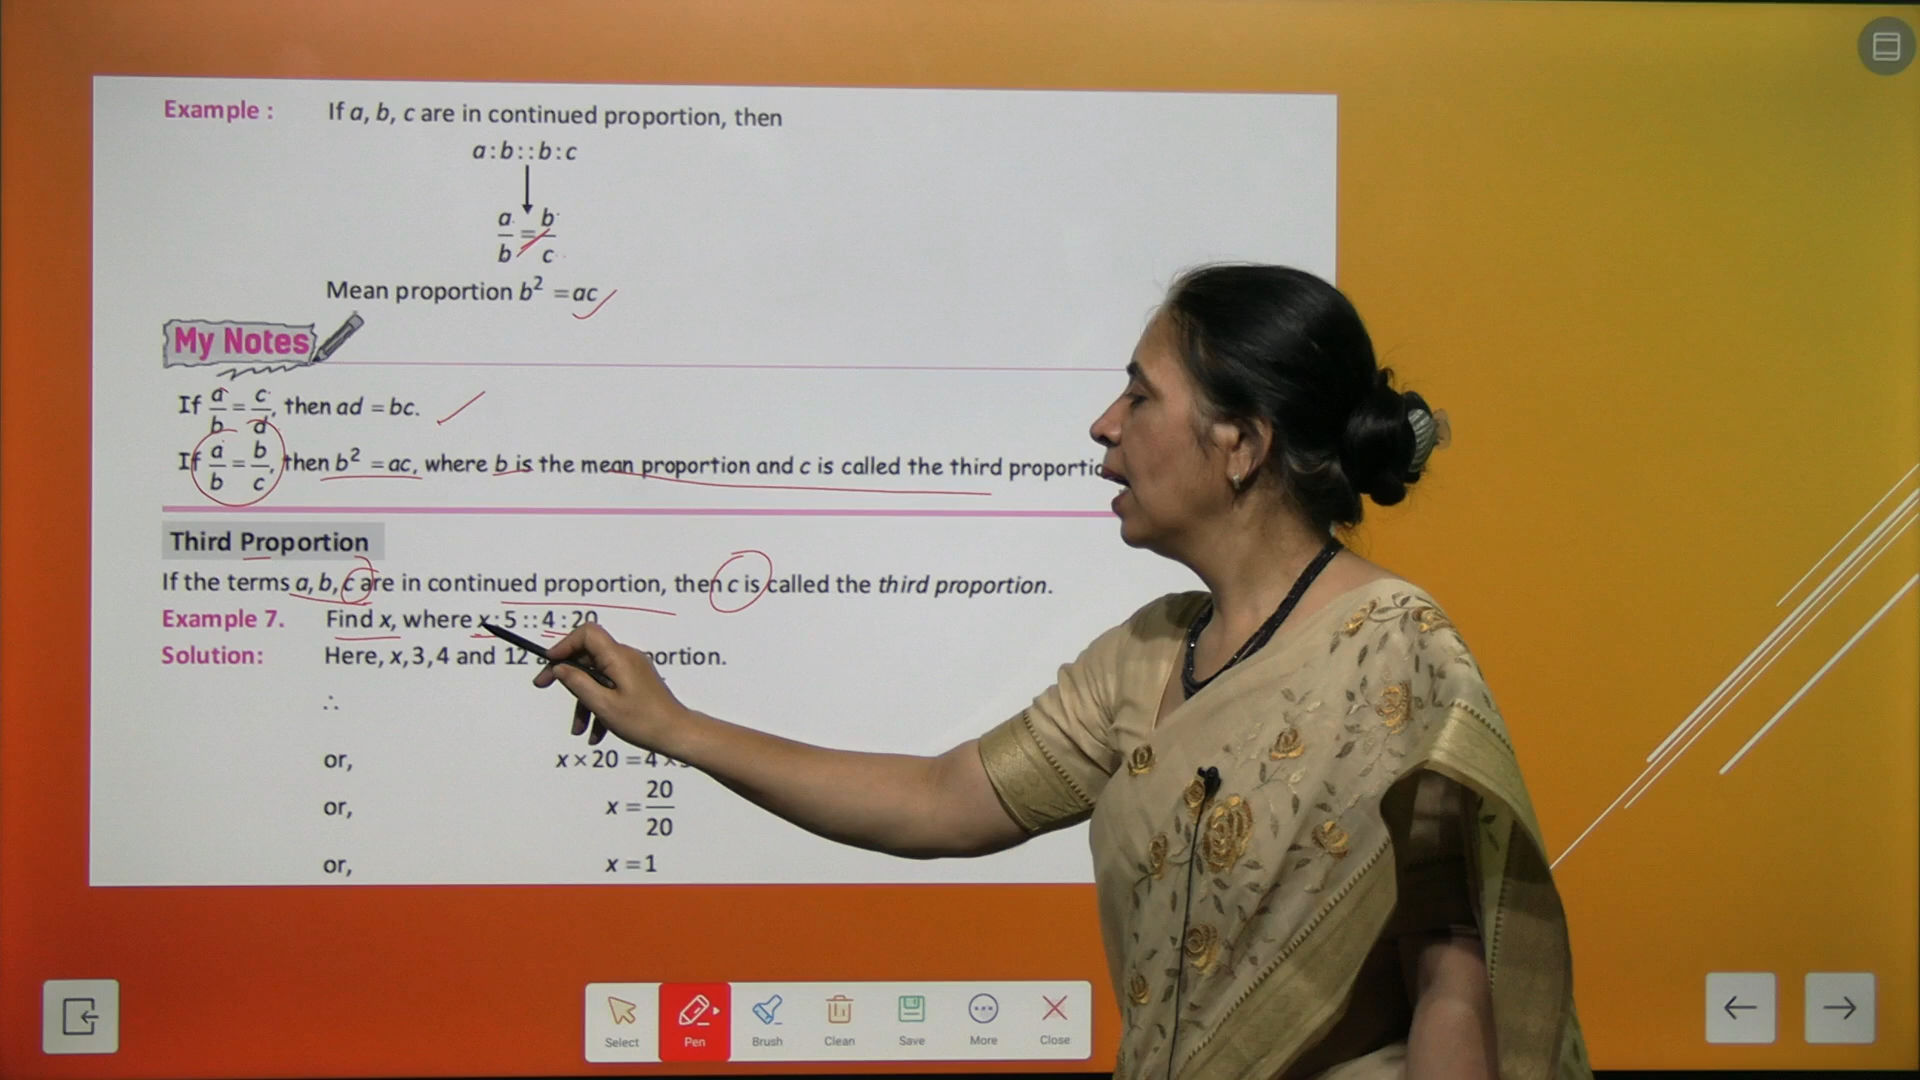 Example : If a, b, c are in continued proportion, then
a:b::b:c
a/b = b/c
Mean proportion b² = ac
My Notes
If a/b = c/d, then ad = bc.
If a/b = b/c, then b² = ac, where b is the mean proportion and c is called the third
Third Proportion
If the terms a, b, c are in continued proportion, then c is called the third proportion.
Example 7. Find x, where x:5::4:20
Solution: Here, x,3,4 and 12
∴
or, x×20 =4×
or, x = 20/20
or, x =1
Select Pen Brush Clean Save More Close